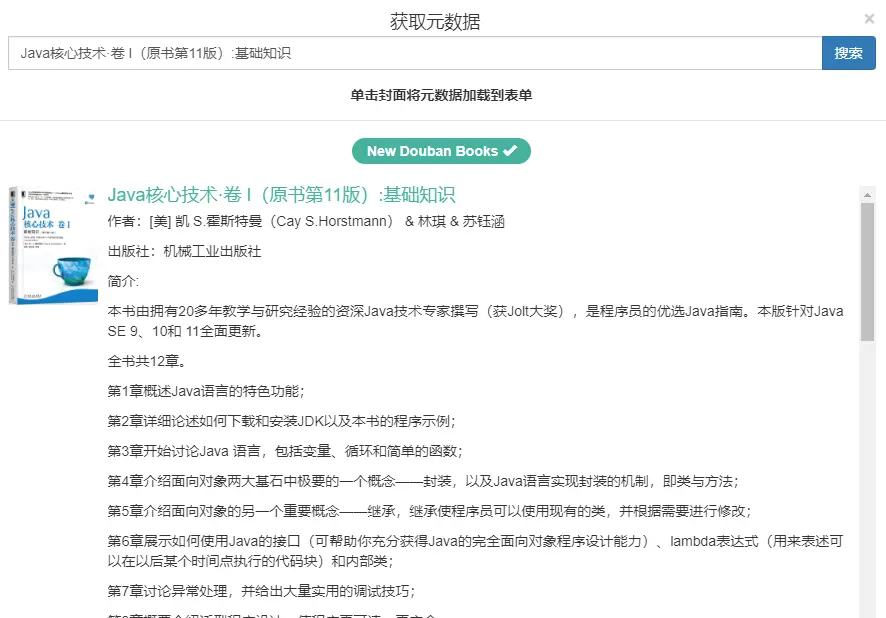 获取元数据
×
Java核心技术·卷 I（原书第11版）:基础知识
搜索
单击封面将元数据加载到表单
New Douban Books ✔
Java
核心技术 卷 I
Java核心技术·卷 I（原书第11版）:基础知识
作者：[美] 凯 S.霍斯特曼（Cay S.Horstmann） & 林琪 & 苏钰涵
出版社：机械工业出版社
简介:
本书由拥有20多年教学与研究经验的资深Java技术专家撰写（获Jolt大奖），是程序员的优选Java指南。本版针对Java
SE 9、10和 11全面更新。
全书共12章。
第1章概述Java语言的特色功能；
第2章详细论述如何下载和安装JDK以及本书的程序示例；
第3章开始讨论Java 语言，包括变量、循环和简单的函数；
第4章介绍面向对象两大基石中极要的一个概念——封装，以及Java语言实现封装的机制，即类与方法；
第5章介绍面向对象的另一个重要概念——继承，继承使程序员可以使用现有的类，并根据需要进行修改；
第6章展示如何使用Java的接口（可帮助你充分获得Java的完全面向对象程序设计能力）、lambda表达式（用来表述可
以在以后某个时间点执行的代码块）和内部类；
第7章讨论异常处理，并给出大量实用的调试技巧；